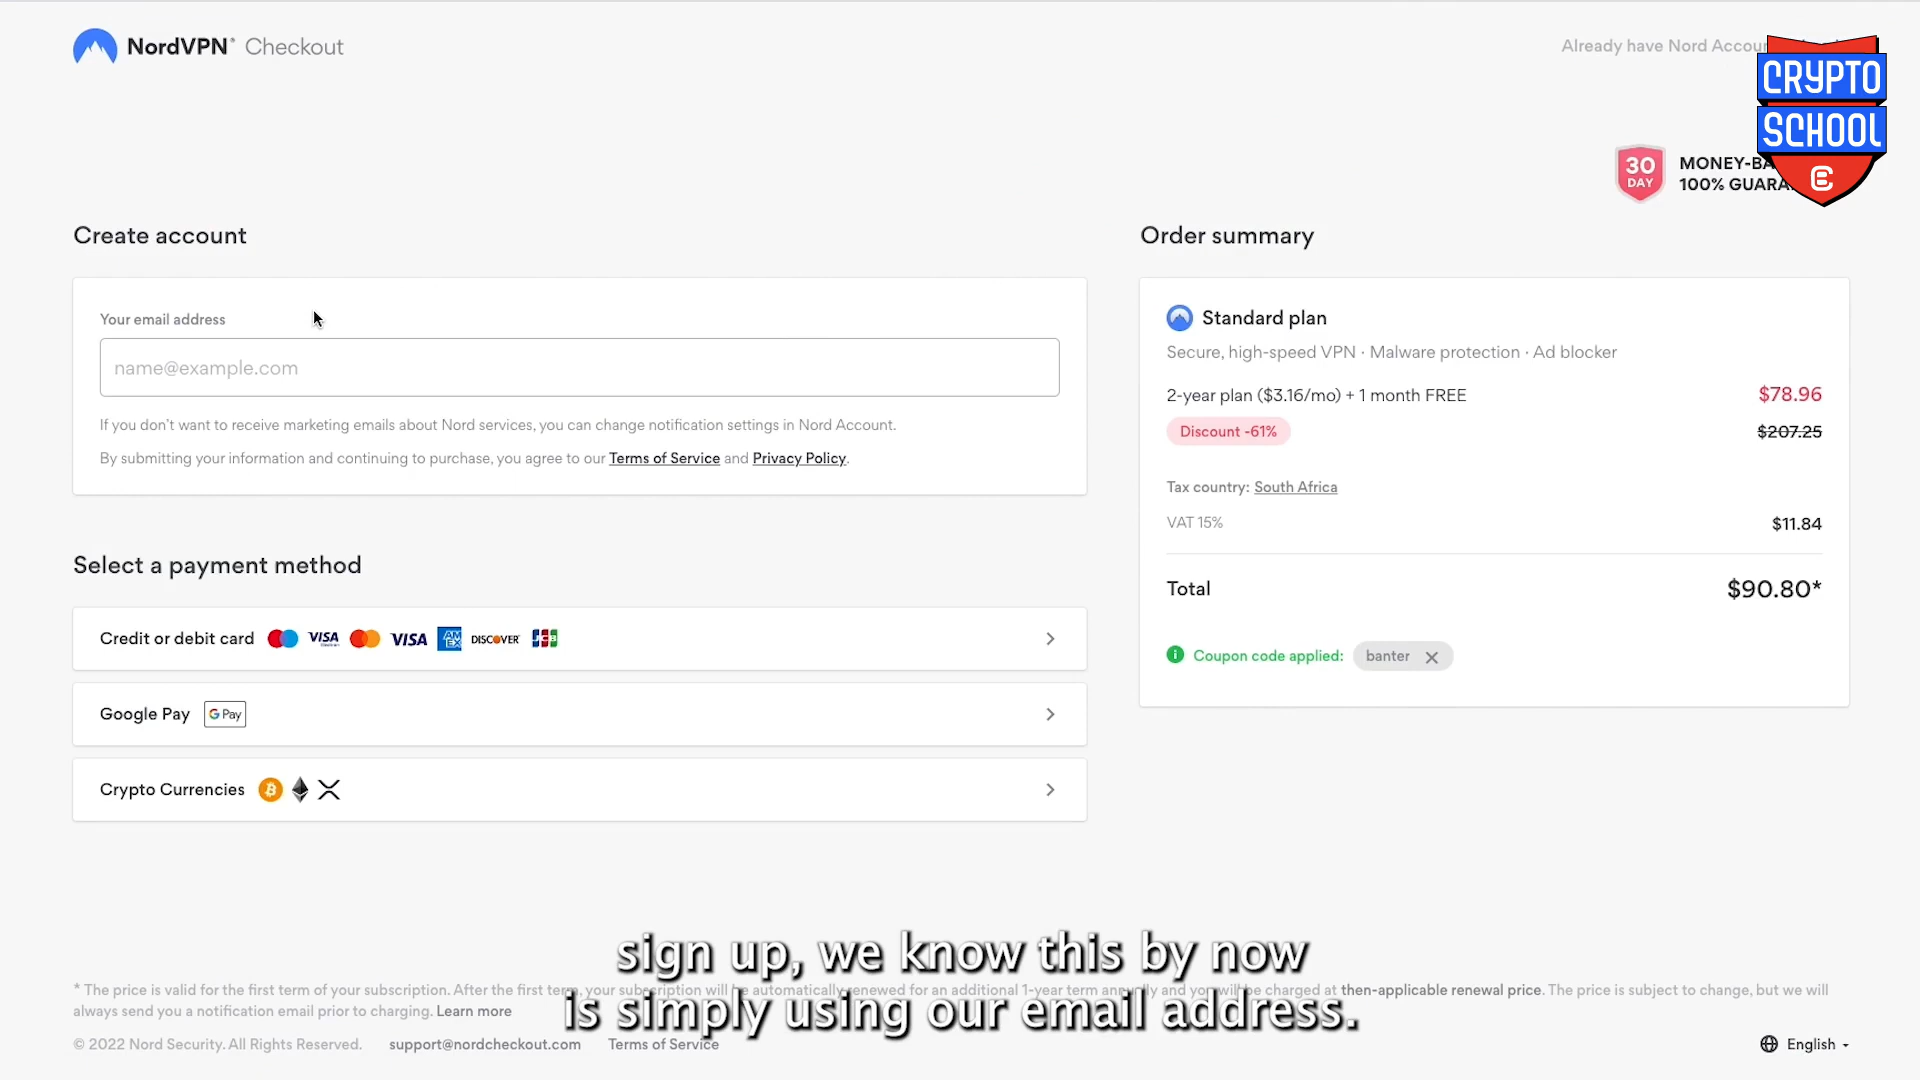 NordVPN® Checkout
Already have Nord Accou
CRYPTO
SCHOOL
30
DAY
MONEY-BA
100% GUARA
Create account
Your email address
name@example.com
If you don't want to receive marketing emails about Nord services, you can change notification settings in Nord Account.
By submitting your information and continuing to purchase, you agree to our Terms of Service and Privacy Policy.
Select a payment method
Credit or debit card VISA VISA AM EX DISCOVER JCB
Google Pay G Pay
Crypto Currencies
Order summary
Standard plan
Secure, high-speed VPN · Malware protection · Ad blocker
2-year plan ($3.16/mo) + 1 month FREE $78.96
Discount -61% $207.25
Tax country: South Africa
VAT 15% $11.84
Total $90.80*
Coupon code applied: banter
sign up, we know this by now
is simply using our email address.
* The price is valid for the first term of your subscription. After the first term, your subscription will be automatically renewed for an additional 1-year term annually and you will be charged at then-applicable renewal price. The price is subject to change, but we will
always send you a notification email prior to charging. Learn more
© 2022 Nord Security. All Rights Reserved. support@nordcheckout.com Terms of Service
English